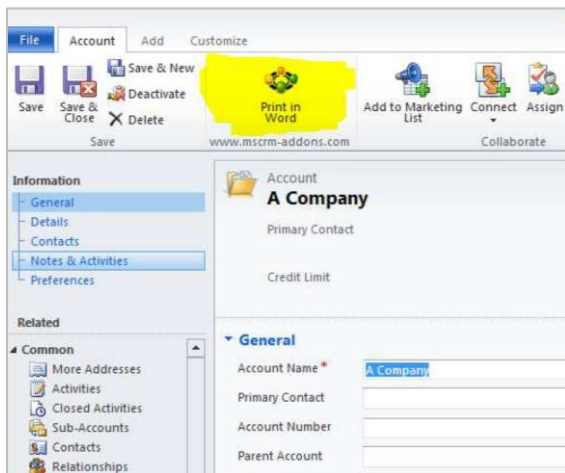 File Account Add Customize
Save
Save & Close
Save & New
Deactivate
Delete
Save
Print in Word
www.mscrm-addons.com
Add to Marketing List
Connect
Assign
Collaborate
Information
General
Details
Contacts
Notes & Activities
Preferences
Related
Common
More Addresses
Activities
Closed Activities
Sub-Accounts
Contacts
Relationships
Account
A Company
Primary Contact
Credit Limit
General
Account Name * A Company
Primary Contact
Account Number
Parent Account